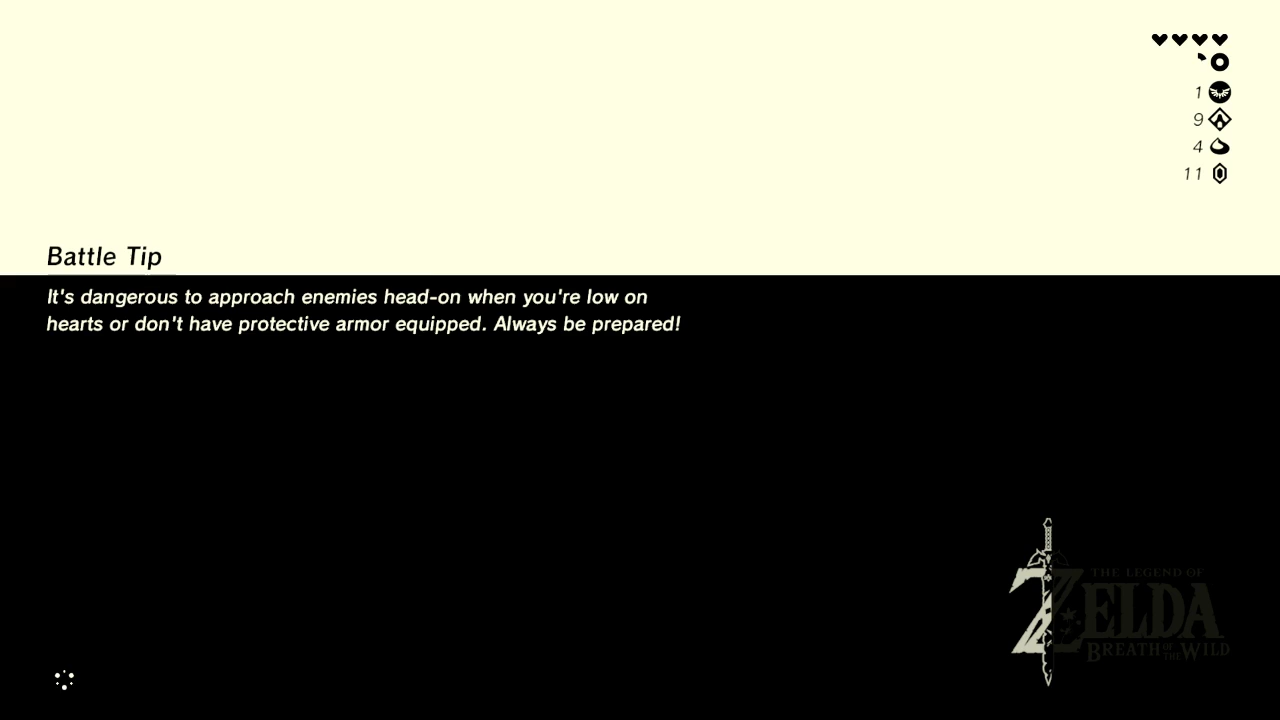 1
9
4
11
Battle Tip
It's dangerous to approach enemies head-on when you're low on
hearts or don't have protective armor equipped. Always be prepared!
THE LEGEND OF
ZELDA
BREATH OF THE WILD